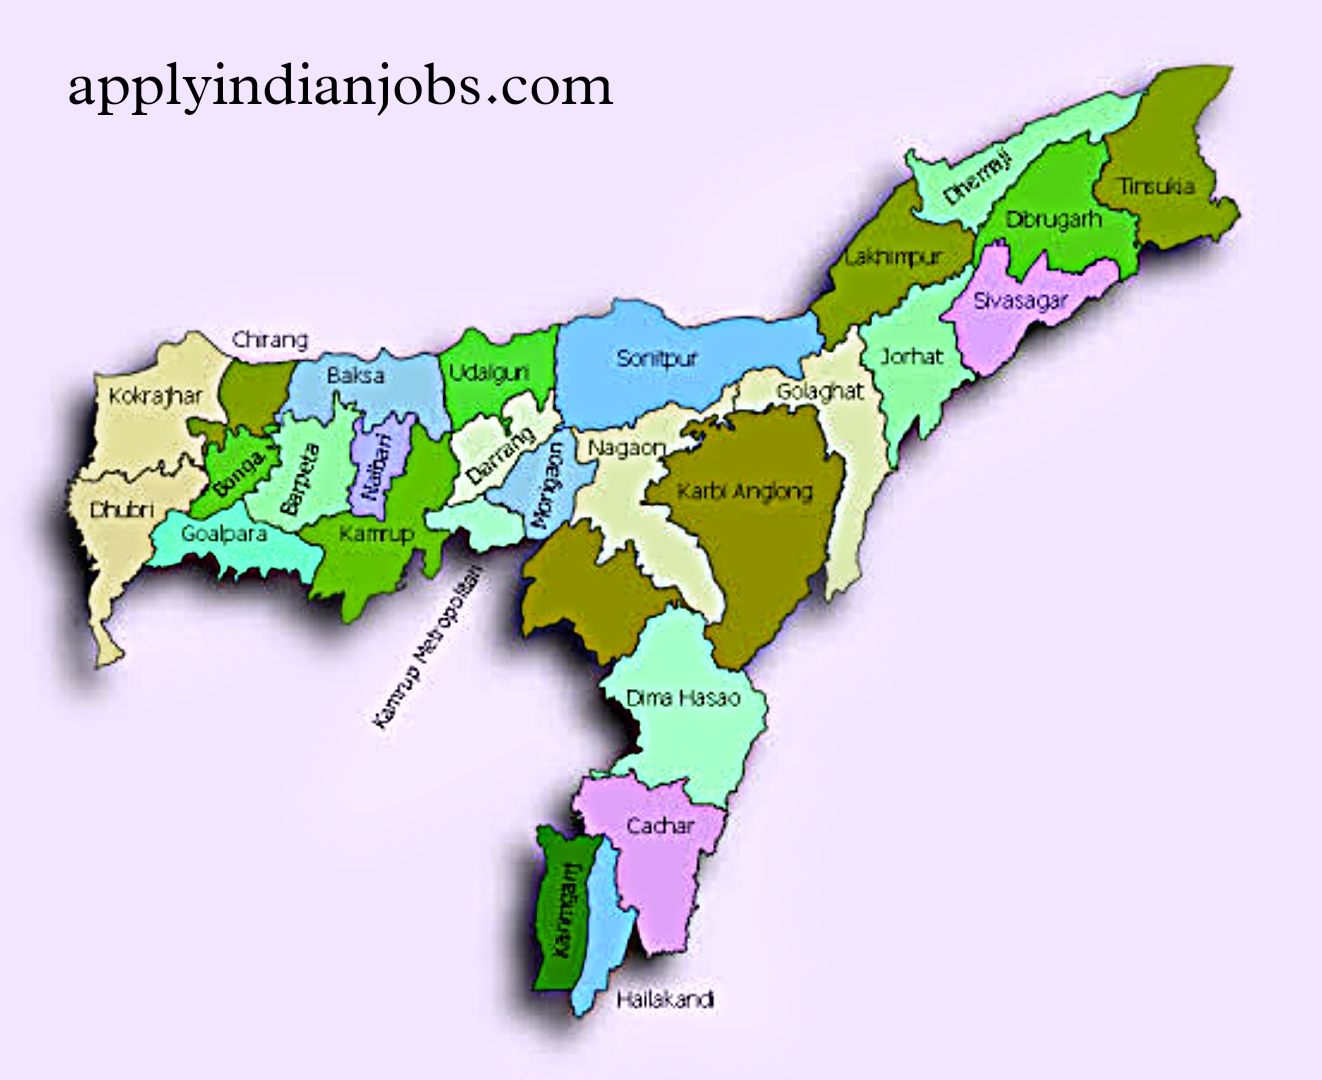 applyindianjobs.com
Dhemaji
Tinsukia
Dibrugarh
Lakhimpur
Sivasagar
Chirang
Sonitpur
Jorhat
Kokrajhar
Baksa
Udalguri
Golaghat
Nagaon
Darrang
Bonga.
Barpeta
Nalbari
Morigaon
Karbi Anglong
Dhubri
Goalpara
Kamrup
Kamrup Metropolitan
Dima Hasao
Cachar
Karimganj
Hailakandi